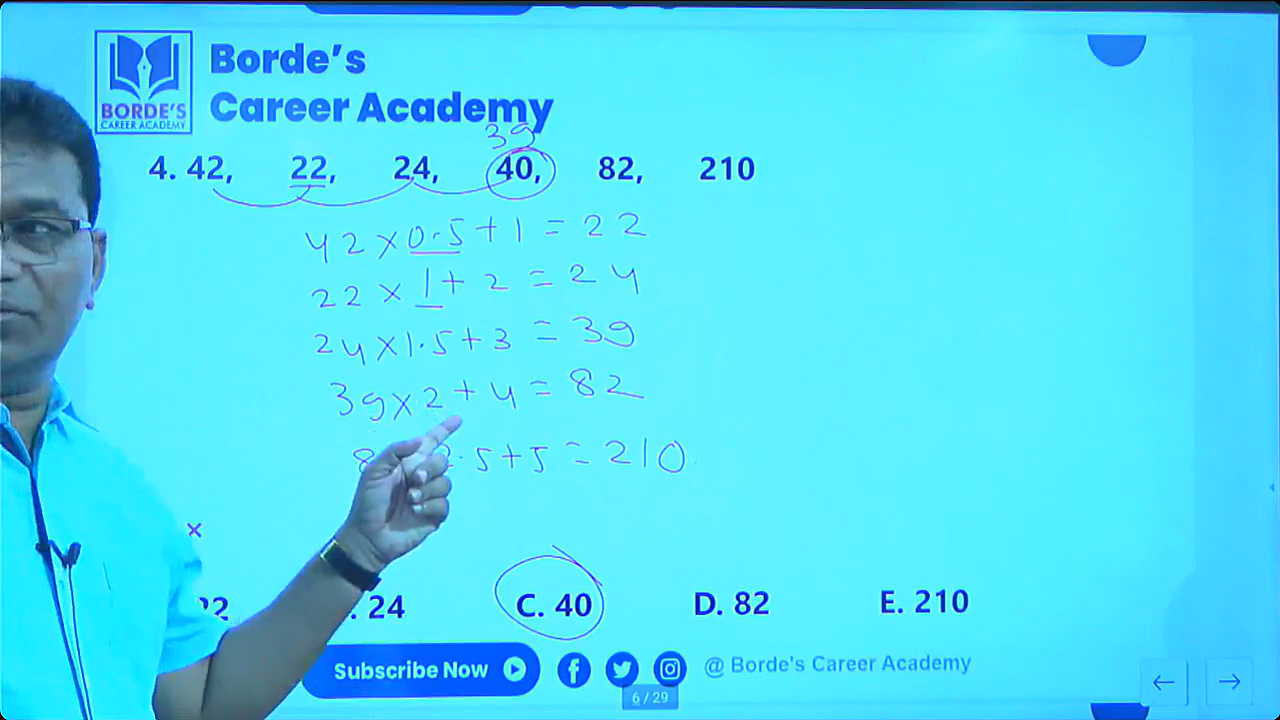 Borde's
Career Academy
BORDE'S
CAREER ACADEMY
39
4. 42, 22, 24, 40, 82, 210
42 × 0.5 + 1 = 22
22 × 1 + 2 = 24
24 × 1.5 + 3 = 39
39 × 2 + 4 = 82
8 .5 + 5 = 210
×
24 C. 40 D. 82 E. 210
Subscribe Now @ Borde's Career Academy
6 / 29